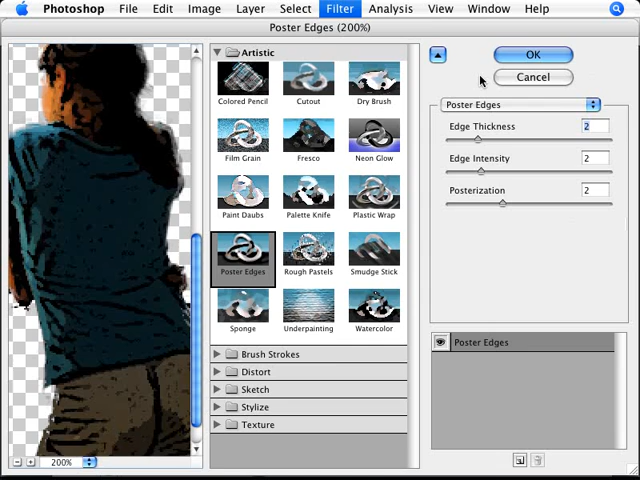 Photoshop File Edit Image Layer Select Filter Analysis View Window Help
Poster Edges (200%)
Artistic
Colored Pencil Cutout Dry Brush
Film Grain Fresco Neon Glow
Paint Daubs Palette Knife Plastic Wrap
Poster Edges Rough Pastels Smudge Stick
Sponge Underpainting Watercolor
Brush Strokes
Distort
Sketch
Stylize
Texture
200%
OK
Cancel
Poster Edges
Edge Thickness 2
Edge Intensity 2
Posterization 2
Poster Edges